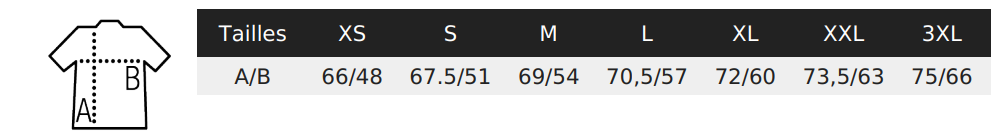 Tailles XS S M L XL XXL 3XL
A/B 66/48 67.5/51 69/54 70,5/57 72/60 73,5/63 75/66
B
A